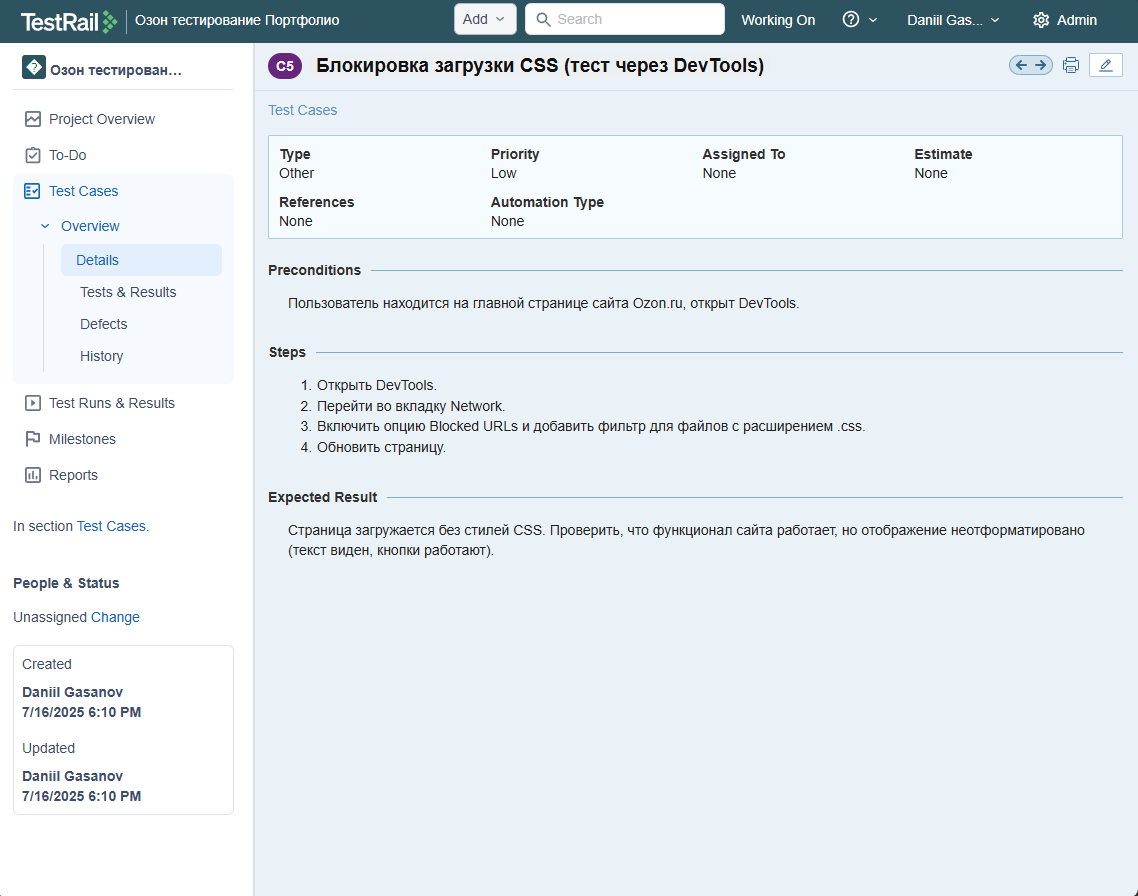 TestRail
Озон тестирование Портфолио
Add
Search
Working On
Daniil Gas...
Admin
Озон тестирован...
Project Overview
To-Do
Test Cases
Overview
Details
Tests & Results
Defects
History
Test Runs & Results
Milestones
Reports
In section Test Cases.
People & Status
Unassigned Change
Created
Daniil Gasanov
7/16/2025 6:10 PM
Updated
Daniil Gasanov
7/16/2025 6:10 PM
C5 Блокировка загрузки CSS (тест через DevTools)
Test Cases
Type Priority Assigned To Estimate
Other Low None None
References Automation Type
None None
Preconditions
Пользователь находится на главной странице сайта Ozon.ru, открыт DevTools.
Steps
1. Открыть DevTools.
2. Перейти во вкладку Network.
3. Включить опцию Blocked URLs и добавить фильтр для файлов с расширением .css.
4. Обновить страницу.
Expected Result
Страница загружается без стилей CSS. Проверить, что функционал сайта работает, но отображение неотформатировано
(текст виден, кнопки работают).